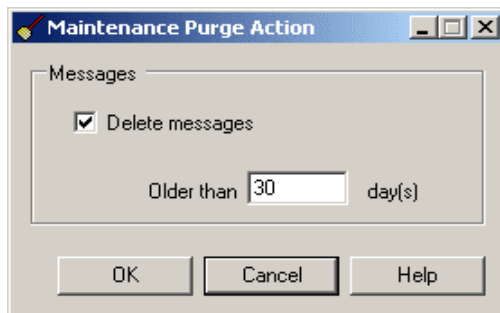 Maintenance Purge Action
Messages
Delete messages
Older than 30 day(s)
OK Cancel Help